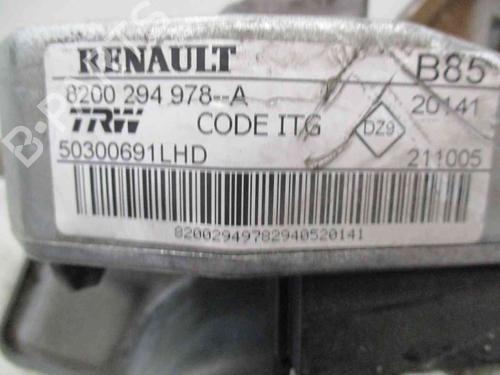 RENAULT B85
8200 294 978--A 20141
TRW CODE ITG DZ9
50300691LHD 211005
82002949782940520141